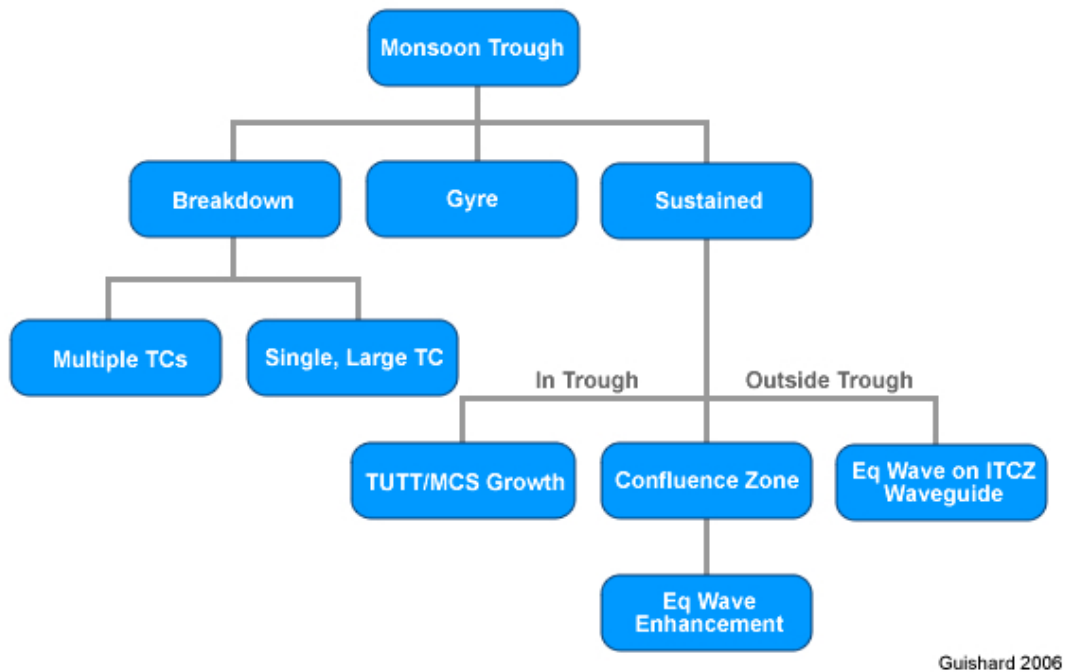 Monsoon Trough
Breakdown
Gyre
Sustained
Multiple TCs
Single, Large TC
In Trough
Outside Trough
TUTT/MCS Growth
Confluence Zone
Eq Wave on ITCZ
Waveguide
Eq Wave
Enhancement
Guishard 2006